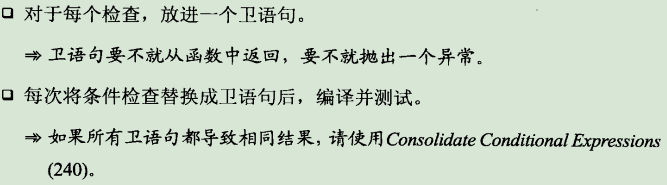 ❑ 对于每个检查，放进一个卫语句。
⇒ 卫语句要不就从函数中返回，要不就抛出一个异常。
❑ 每次将条件检查替换成卫语句后，编译并测试。
⇒ 如果所有卫语句都导致相同结果，请使用Consolidate Conditional Expressions
(240)。